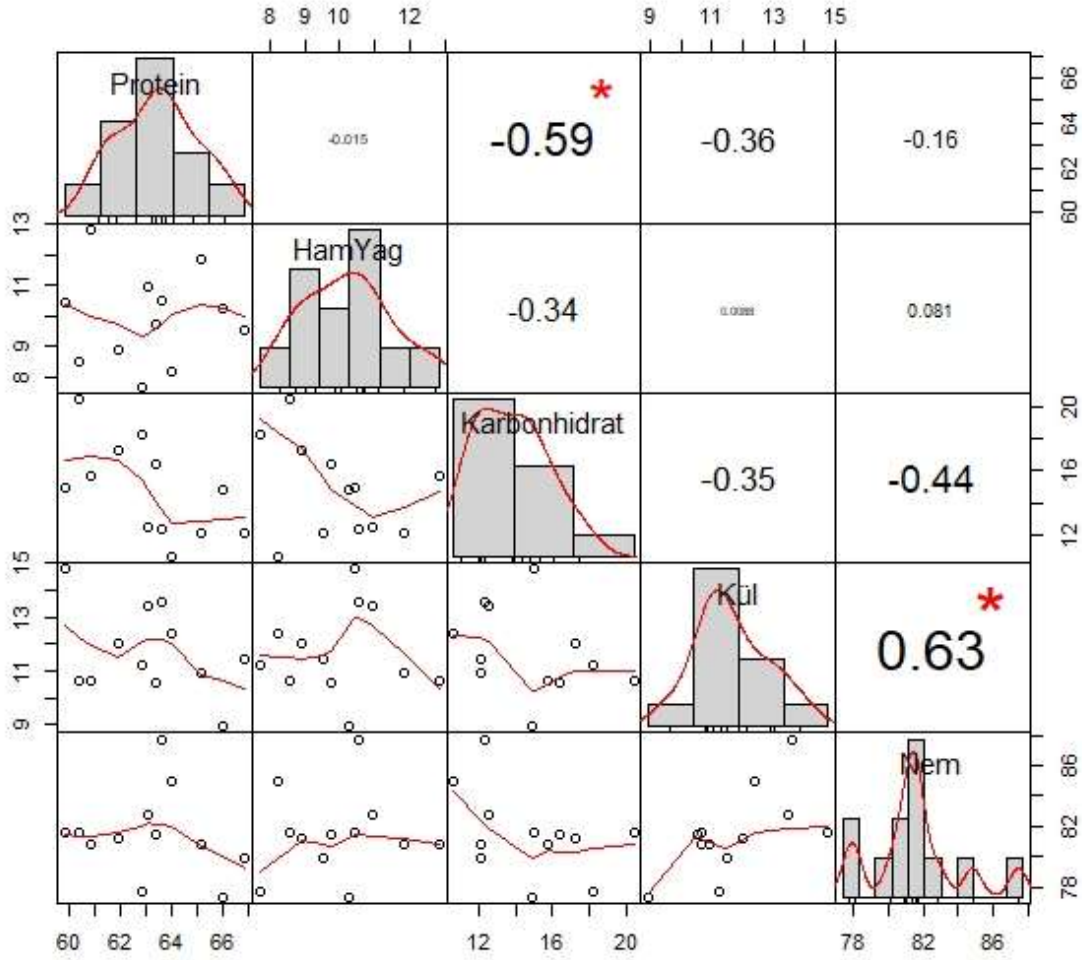 8 9 10 12
9 11 13 15
Protein
-0.015
-0.59
*
-0.36
-0.16
60 62 64 66
8 9 11 13
HamYag
-0.34
0.0088
0.081
Karbonhidrat
-0.35
-0.44
12 16 20
9 11 13 15
Kül
0.63
*
Nem
78 82 86
60 62 64 66
12 16 20
78 82 86